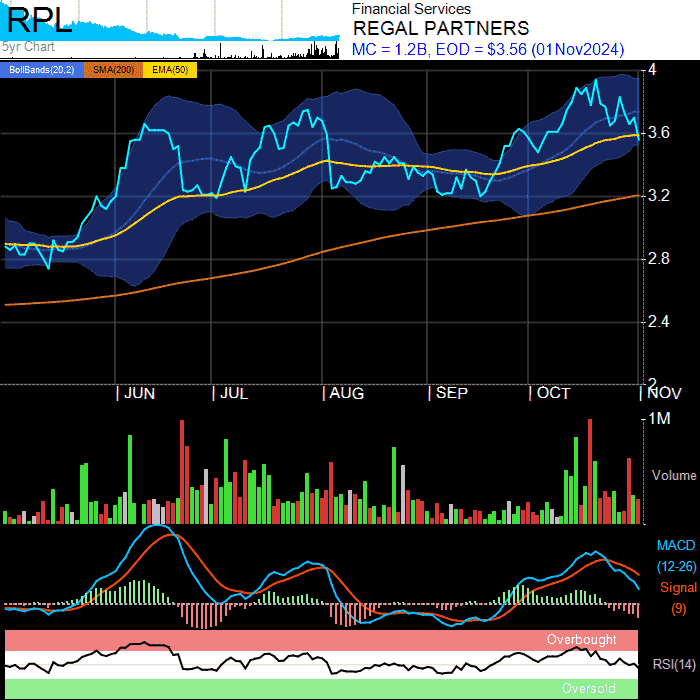 RPL
5yr Chart
Financial Services
REGAL PARTNERS
MC = 1.2B, EOD = $3.56 (01Nov2024)
BollBands(20,2) SMA(200) EMA(50)
4
3.6
3.2
2.8
2.4
2
JUN JUL AUG SEP OCT NOV
1M
Volume
MACD
(12-26)
Signal
(9)
Overbought
RSI(14)
Oversold